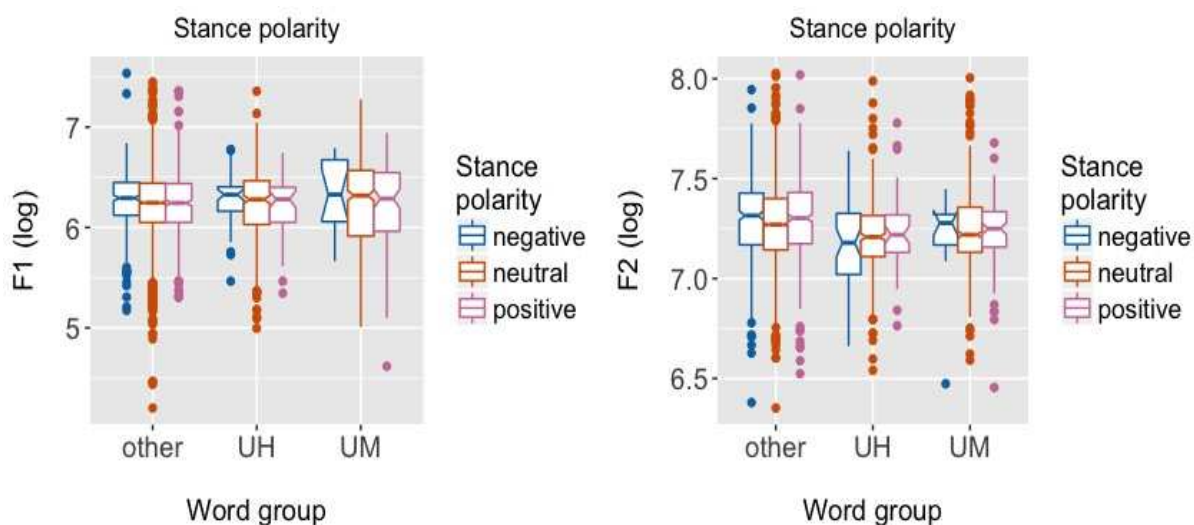 Stance polarity
F1 (log)
7
6
5
other UH UM
Word group
Stance
polarity
negative
neutral
positive
Stance polarity
F2 (log)
8.0
7.5
7.0
6.5
other UH UM
Word group
Stance
polarity
negative
neutral
positive